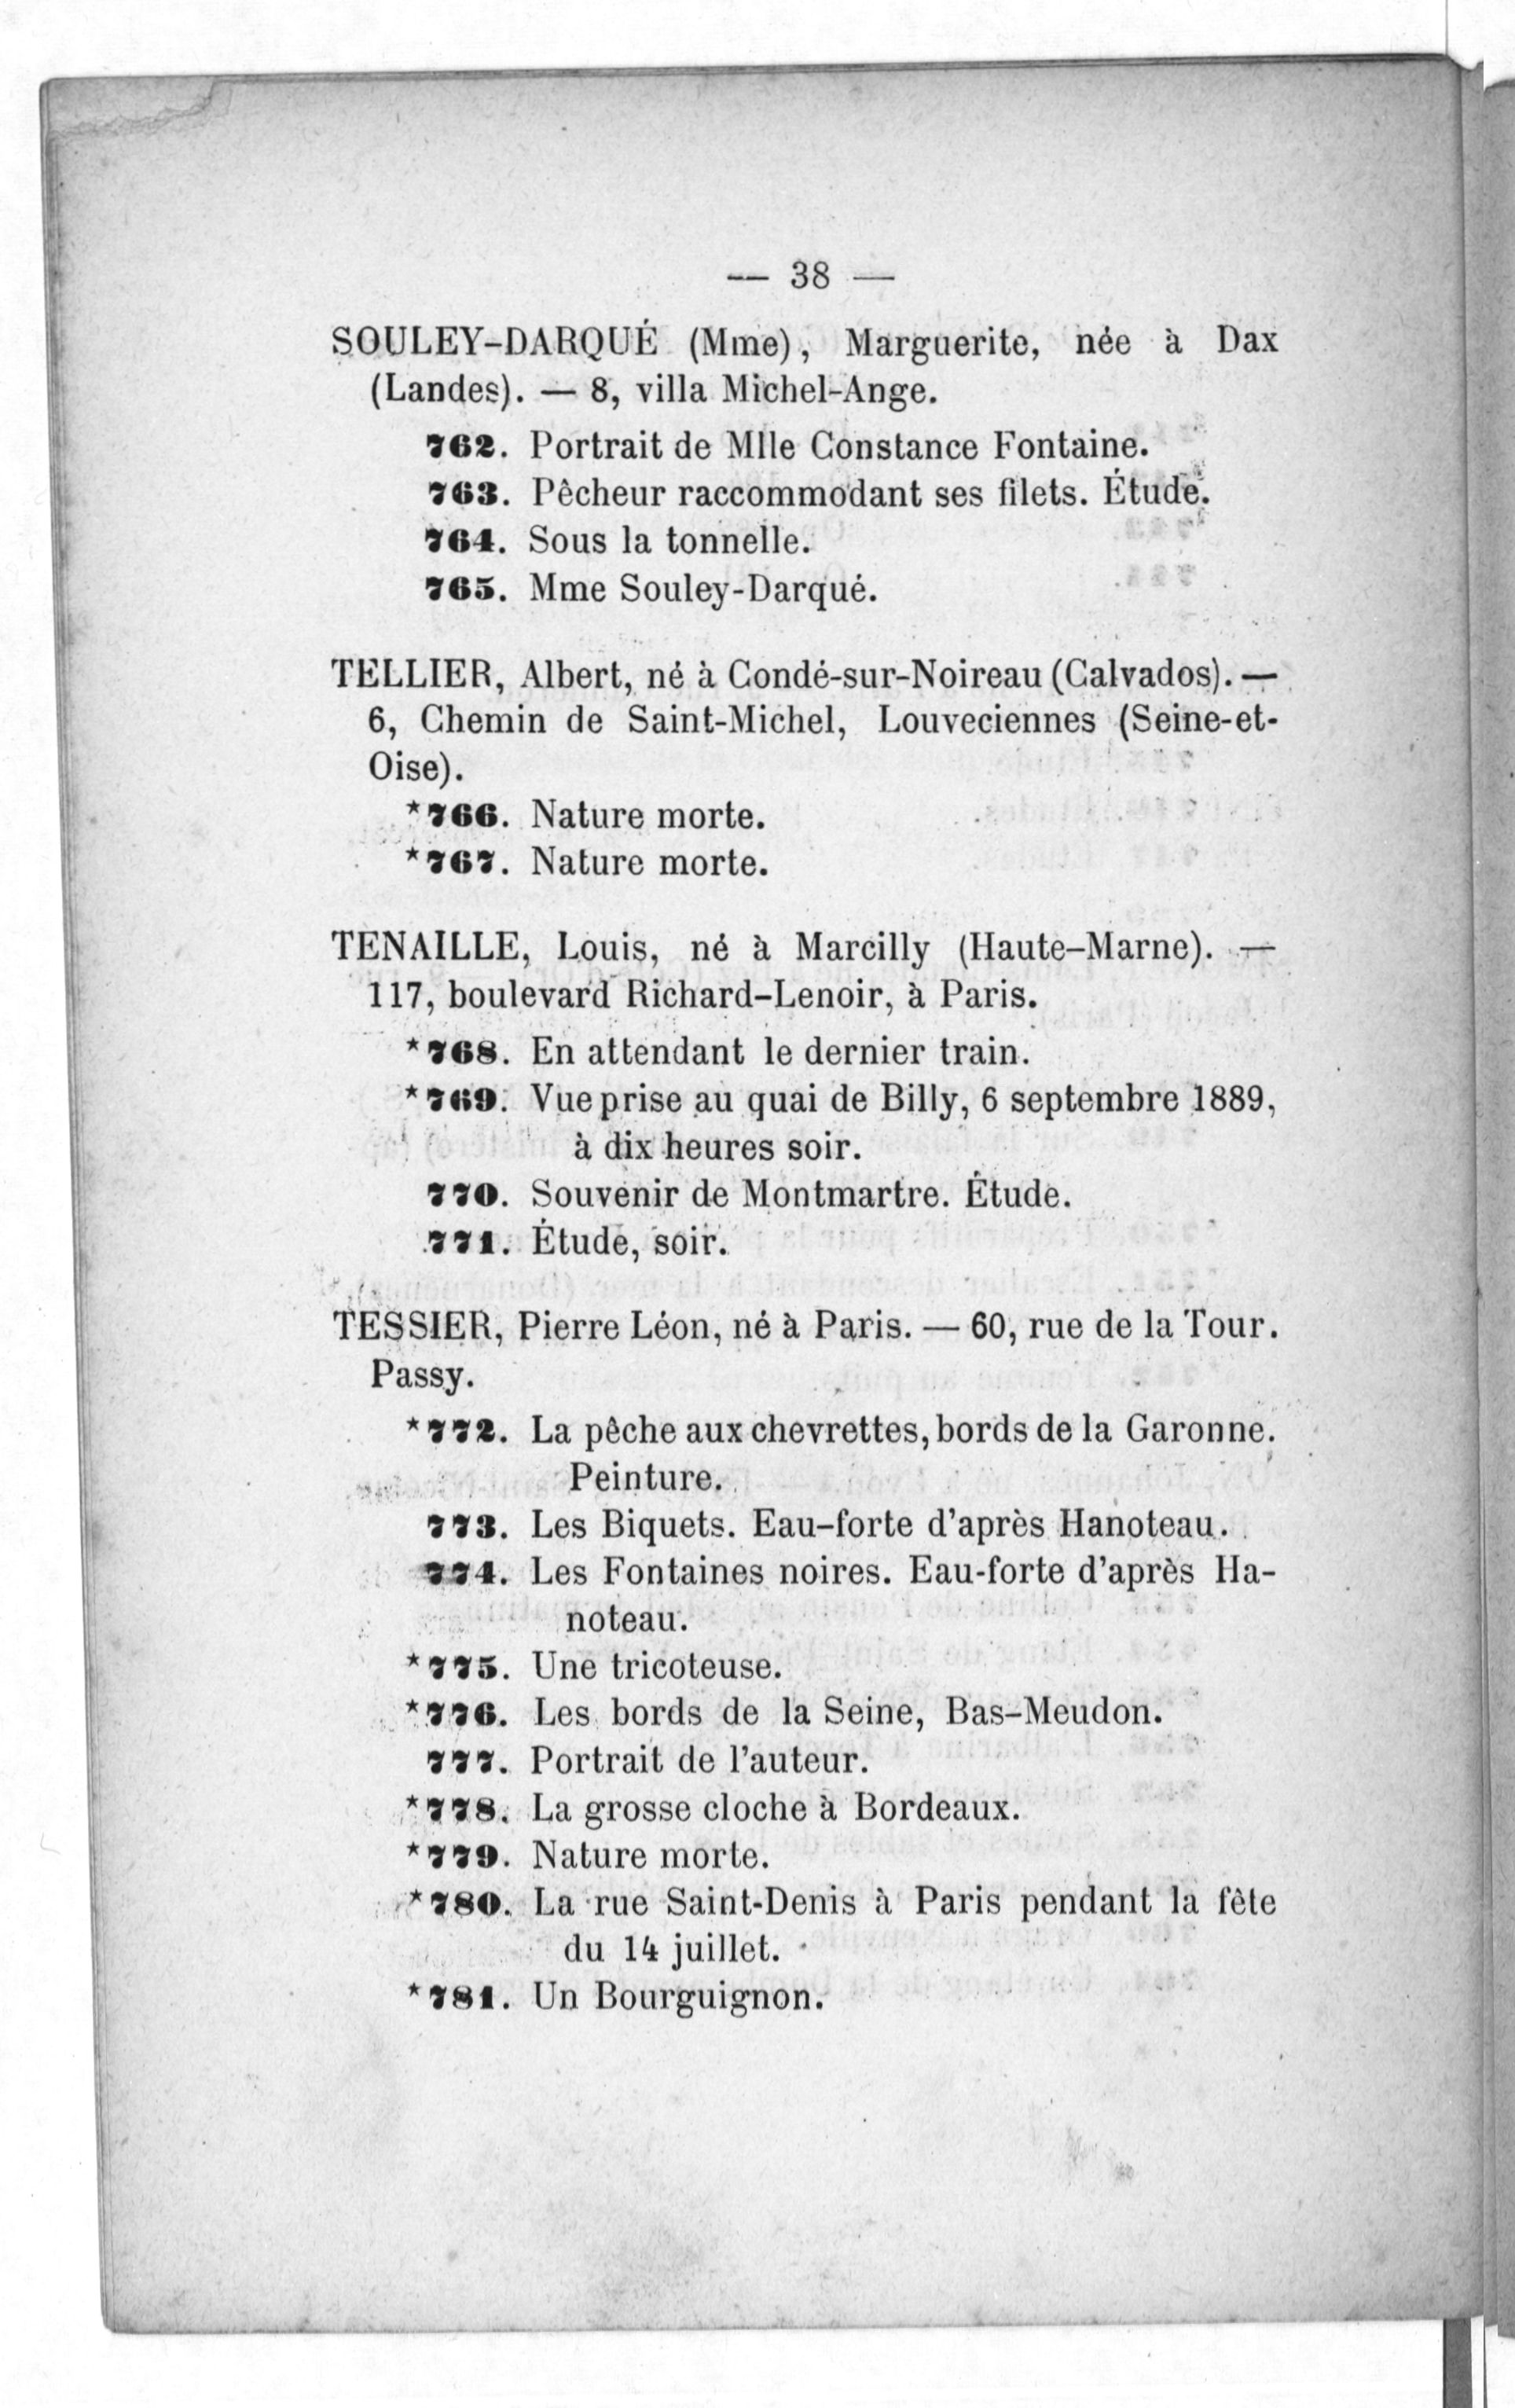 — 38 —
SOULEY-DARQUÉ (Mme), Marguerite, née à Dax
(Landes). — 8, villa Michel-Ange.
762. Portrait de Mlle Constance Fontaine.
763. Pêcheur raccommodant ses filets. Étude.
764. Sous la tonnelle.
765. Mme Souley-Darqué.
TELLIER, Albert, né à Condé-sur-Noireau (Calvados). —
6, Chemin de Saint-Michel, Louveciennes (Seine-et-
Oise).
*766. Nature morte.
*767. Nature morte.
TENAILLE, Louis, né à Marcilly (Haute-Marne). —
117, boulevard Richard-Lenoir, à Paris.
*768. En attendant le dernier train.
*769. Vue prise au quai de Billy, 6 septembre 1889,
à dix heures soir.
770. Souvenir de Montmartre. Étude.
771. Étude, soir.
TESSIER, Pierre Léon, né à Paris. — 60, rue de la Tour.
Passy.
*772. La pêche aux chevrettes, bords de la Garonne.
Peinture.
773. Les Biquets. Eau-forte d'après Hanoteau.
774. Les Fontaines noires. Eau-forte d'après Ha-
noteau.
*775. Une tricoteuse.
*776. Les bords de la Seine, Bas-Meudon.
777. Portrait de l'auteur.
*778. La grosse cloche à Bordeaux.
*779. Nature morte.
*780. La rue Saint-Denis à Paris pendant la fête
du 14 juillet.
*781. Un Bourguignon.